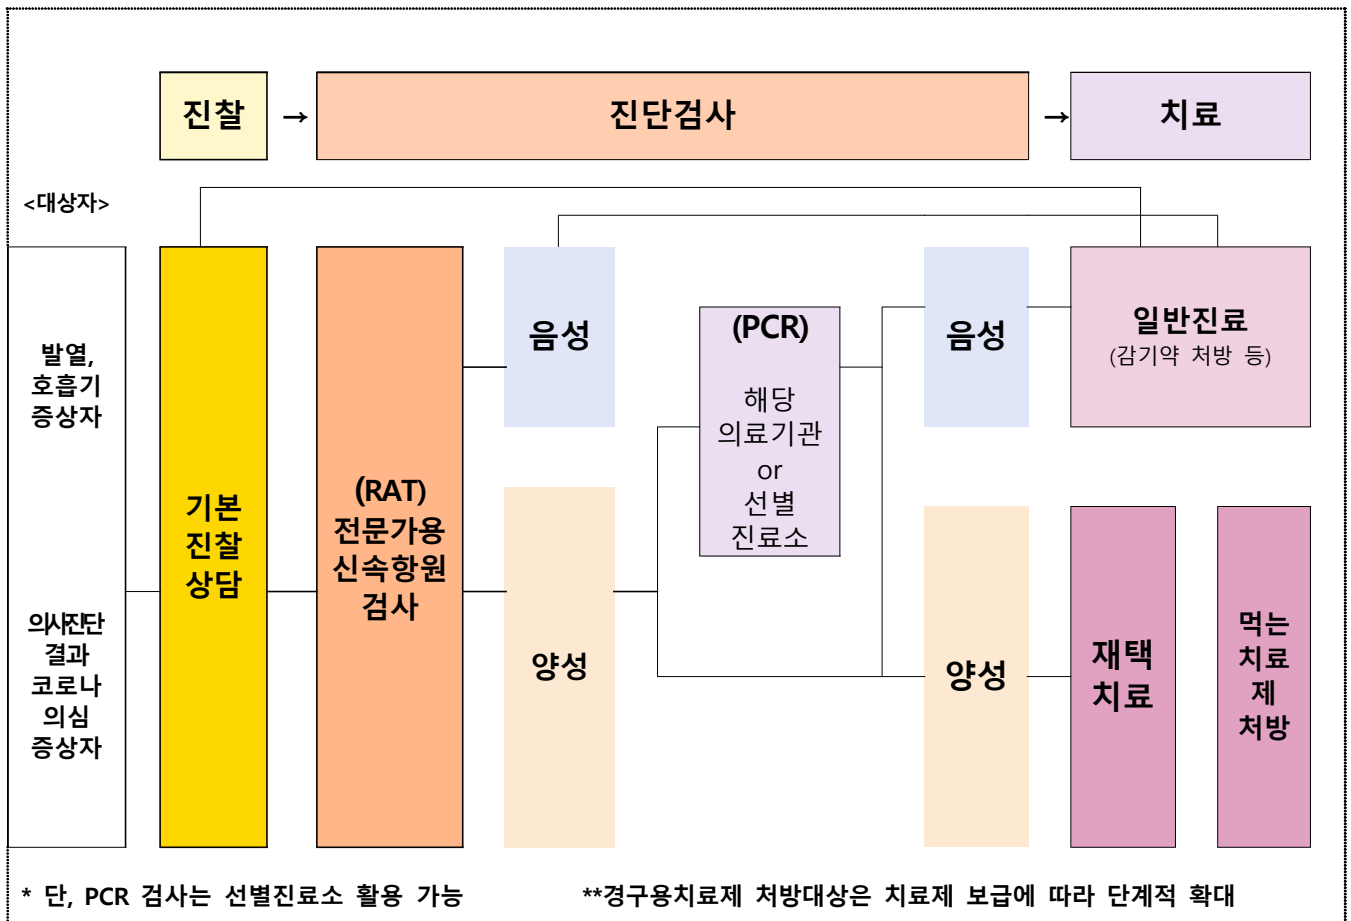 진찰 → 진단검사 → 치료
<대상자>
발열,
호흡기
증상자
의사진단
결과
코로나
의심
증상자
기본
진찰
상담
(RAT)
전문가용
신속항원
검사
음성
양성
(PCR)
해당
의료기관
or
선별
진료소
음성
양성
일반진료
(감기약 처방 등)
재택
치료
먹는
치료
제
처방
* 단, PCR 검사는 선별진료소 활용 가능
**경구용치료제 처방대상은 치료제 보급에 따라 단계적 확대